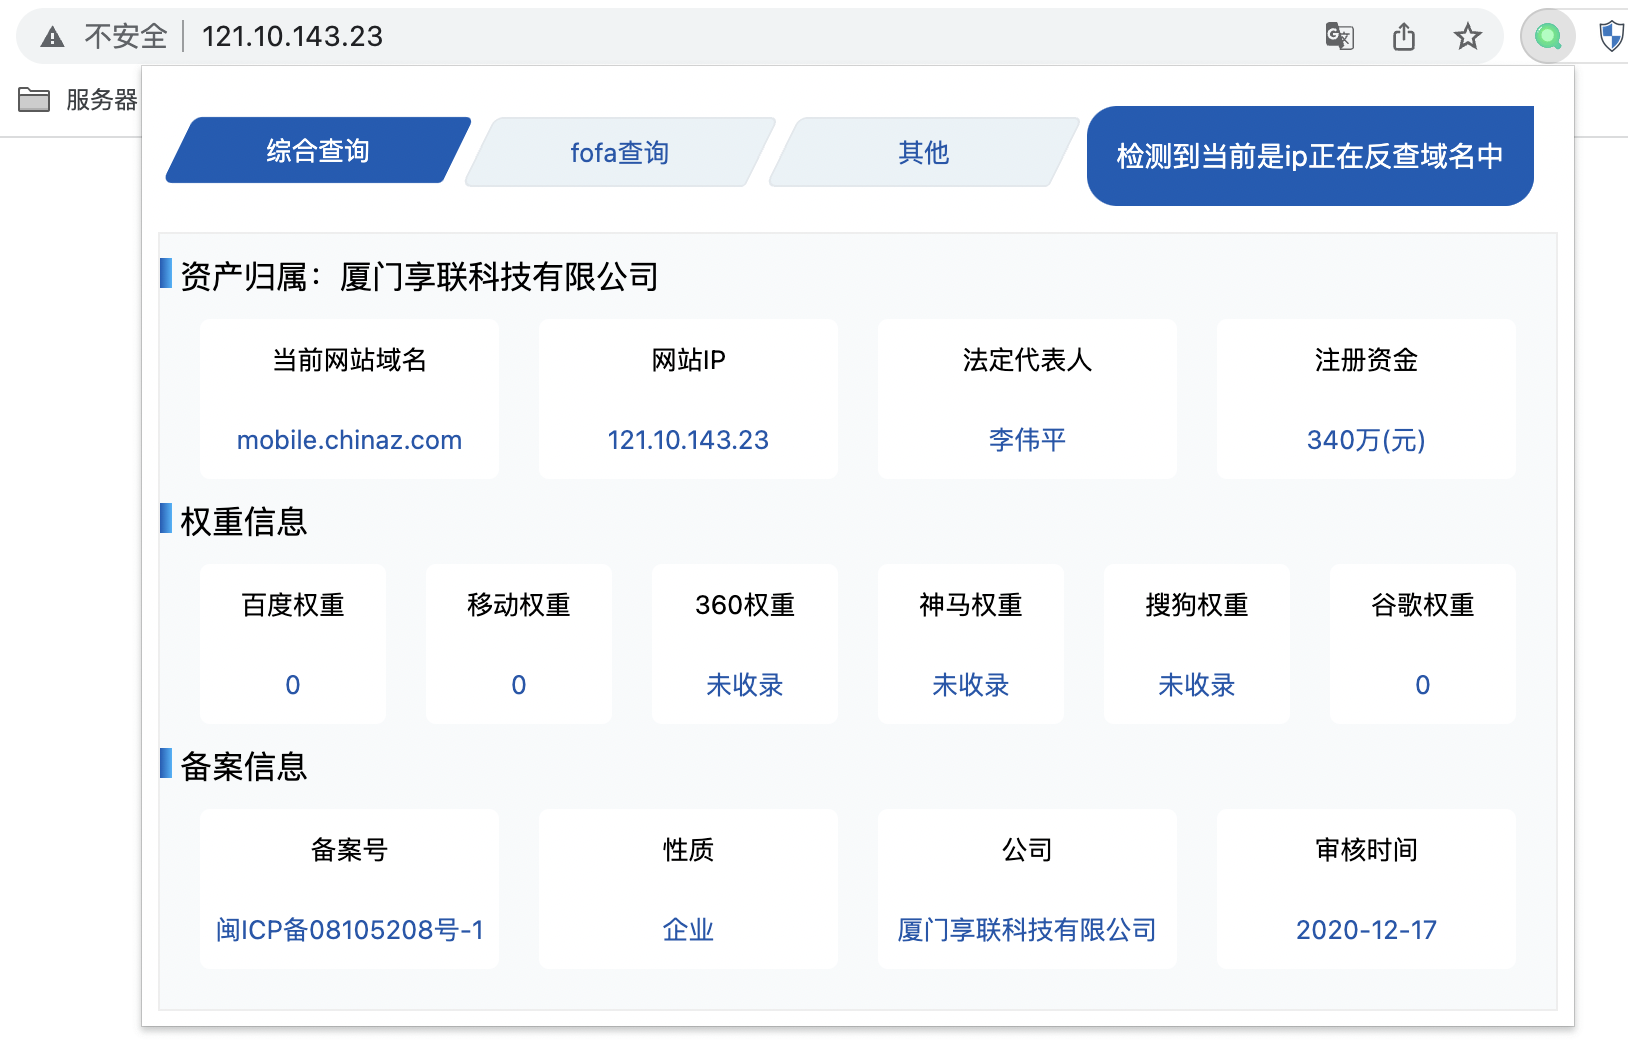 不安全 121.10.143.23
服务器
综合查询 fofa查询 其他 检测到当前是ip正在反查域名中
资产归属：厦门享联科技有限公司
当前网站域名 网站IP 法定代表人 注册资金
mobile.chinaz.com 121.10.143.23 李伟平 340万(元)
权重信息
百度权重 移动权重 360权重 神马权重 搜狗权重 谷歌权重
0 0 未收录 未收录 未收录 0
备案信息
备案号 性质 公司 审核时间
闽ICP备08105208号-1 企业 厦门享联科技有限公司 2020-12-17